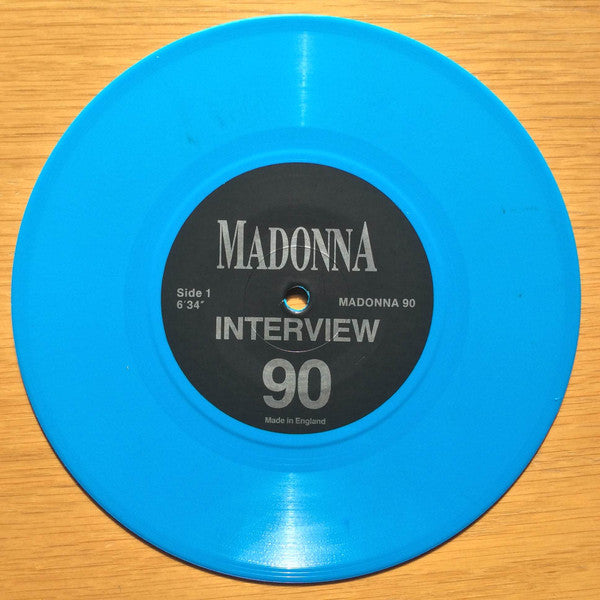 MADONNA
Side 1
6'34"
MADONNA 90
INTERVIEW
90
Made in England